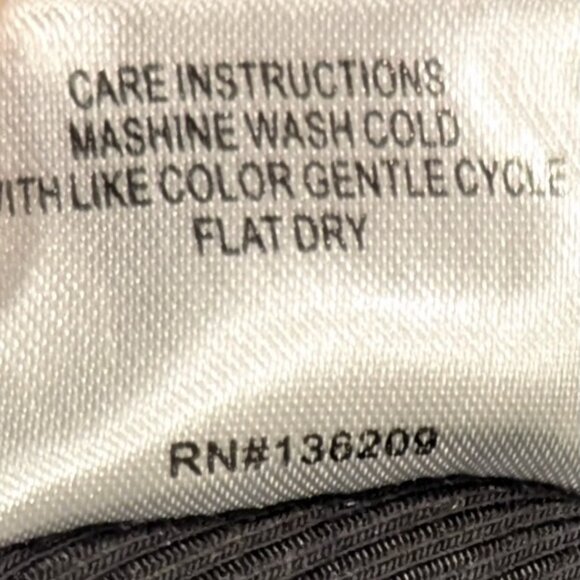 CARE INSTRUCTIONS
MASHINE WASH COLD
WITH LIKE COLOR GENTLE CYCLE
FLAT DRY
RN#136209